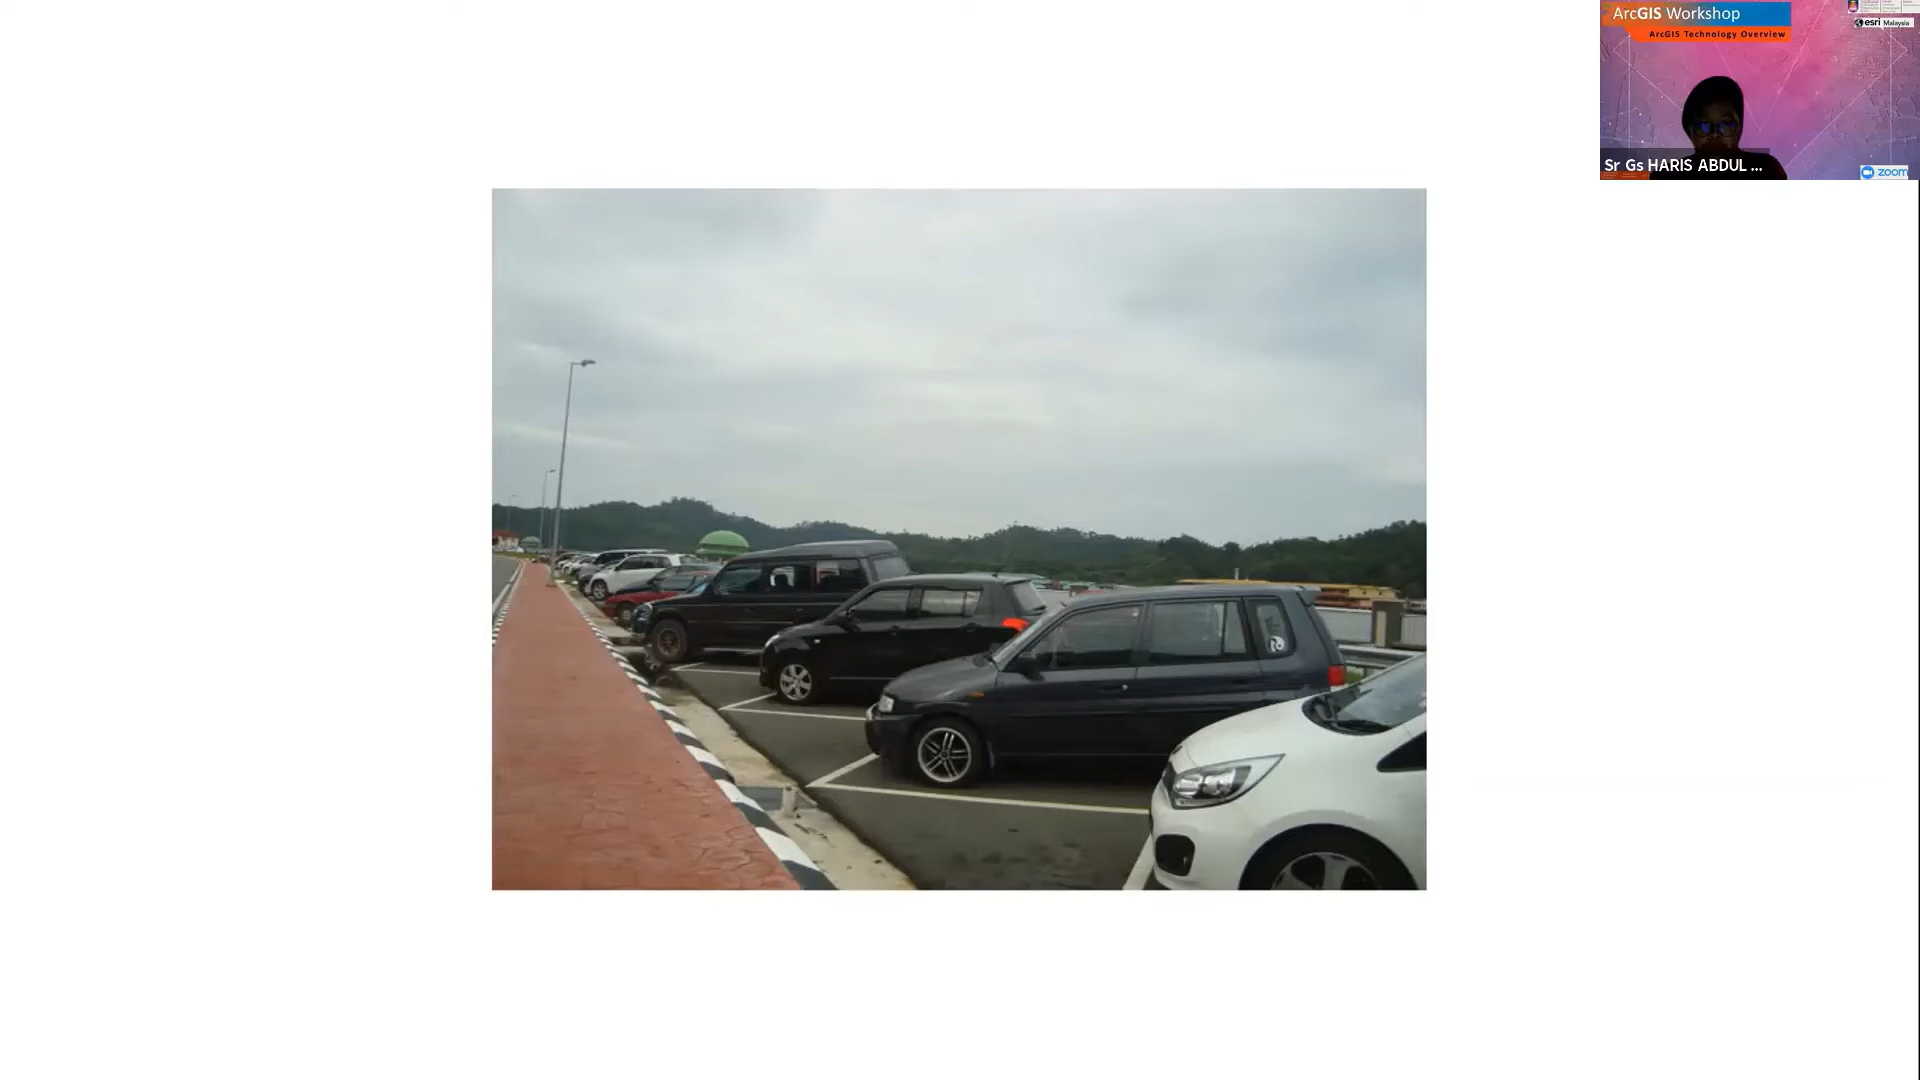 ArcGIS Workshop
ArcGIS Technology Overview
esri Malaysia
Sr Gs HARIS ABDUL ...
zoom